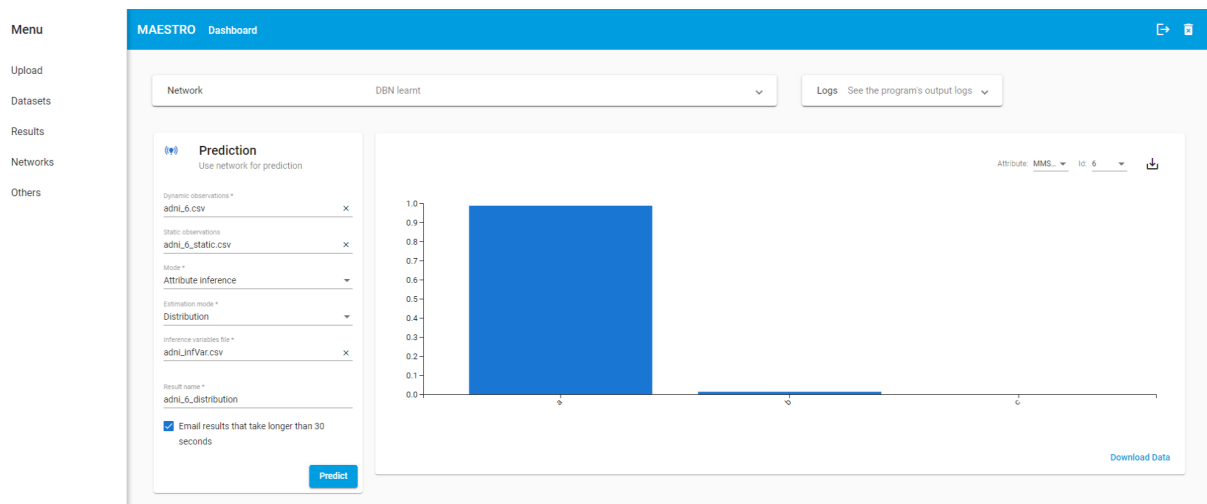 Menu
Upload
Datasets
Results
Networks
Others
MAESTRO Dashboard
Network DBN learnt
Logs See the program's output logs
Prediction
Use network for prediction
Dynamic observations *
adni_6.csv ×
Static observations
adni_6_static.csv ×
Mode *
Attribute inference
Estimation mode *
Distribution
Inference variables file *
adni_infVar.csv ×
Result name *
adni_6_distribution
Email results that take longer than 30
seconds
Predict
Attribute: MMS... Id: 6
1.0
0.9
0.8
0.7
0.6
0.5
0.4
0.3
0.2
0.1
0.0
a b c
Download Data